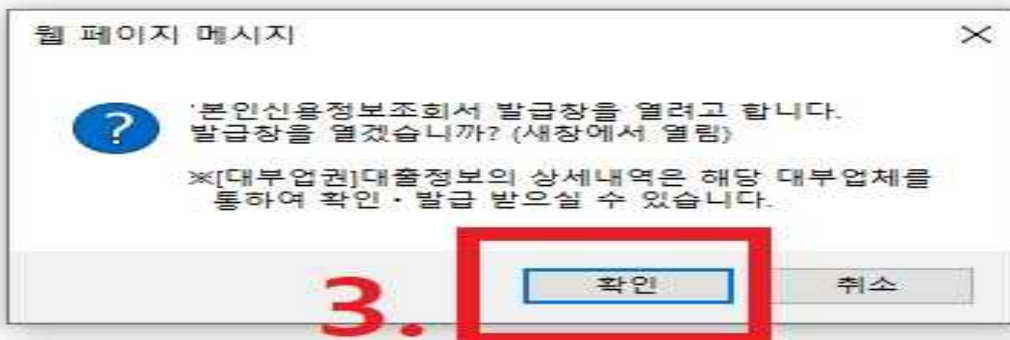 웹 페이지 메시지
?
'본인신용정보조회서 발급창을 열려고 합니다.
발급창을 열겠습니까? (새창에서 열림)
※[대부업권]대출정보의 상세내역은 해당 대부업체를
통하여 확인·발급 받으실 수 있습니다.
확인 취소
3.